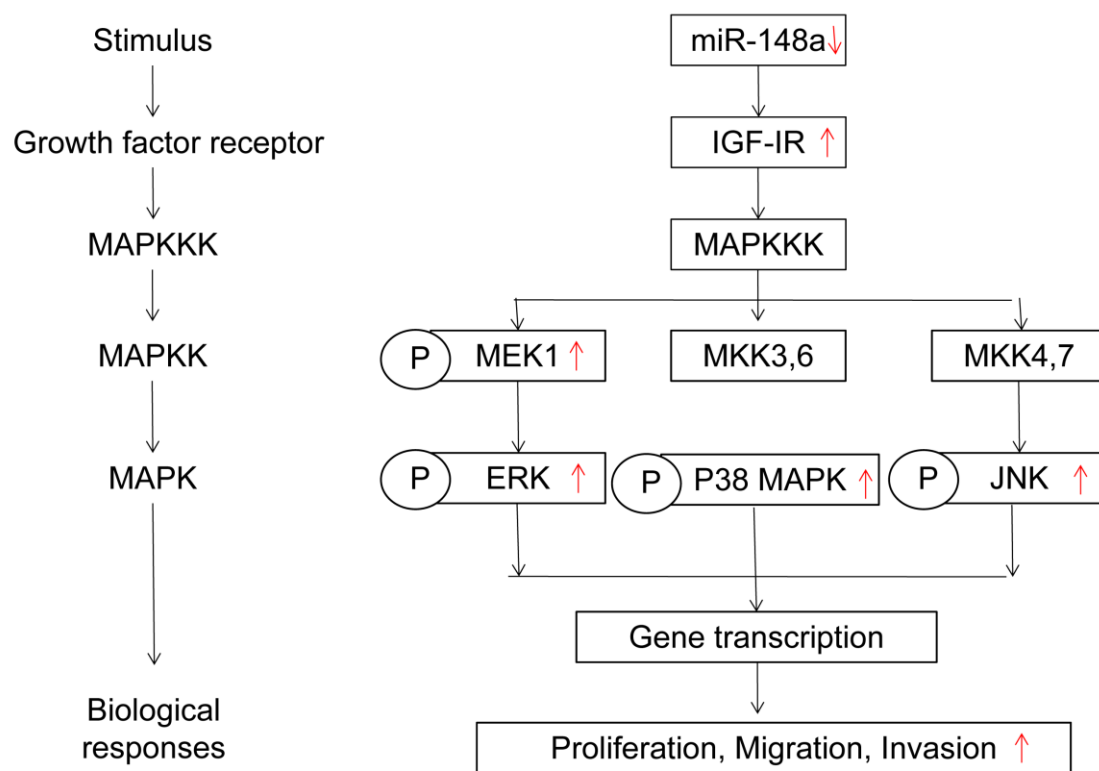 Stimulus
miR-148a↓
Growth factor receptor
IGF-IR ↑
MAPKKK
MAPKKK
MAPKK
P MEK1 ↑
MKK3,6
MKK4,7
MAPK
P ERK ↑
P P38 MAPK ↑
P JNK ↑
Gene transcription
Biological
responses
Proliferation, Migration, Invasion ↑